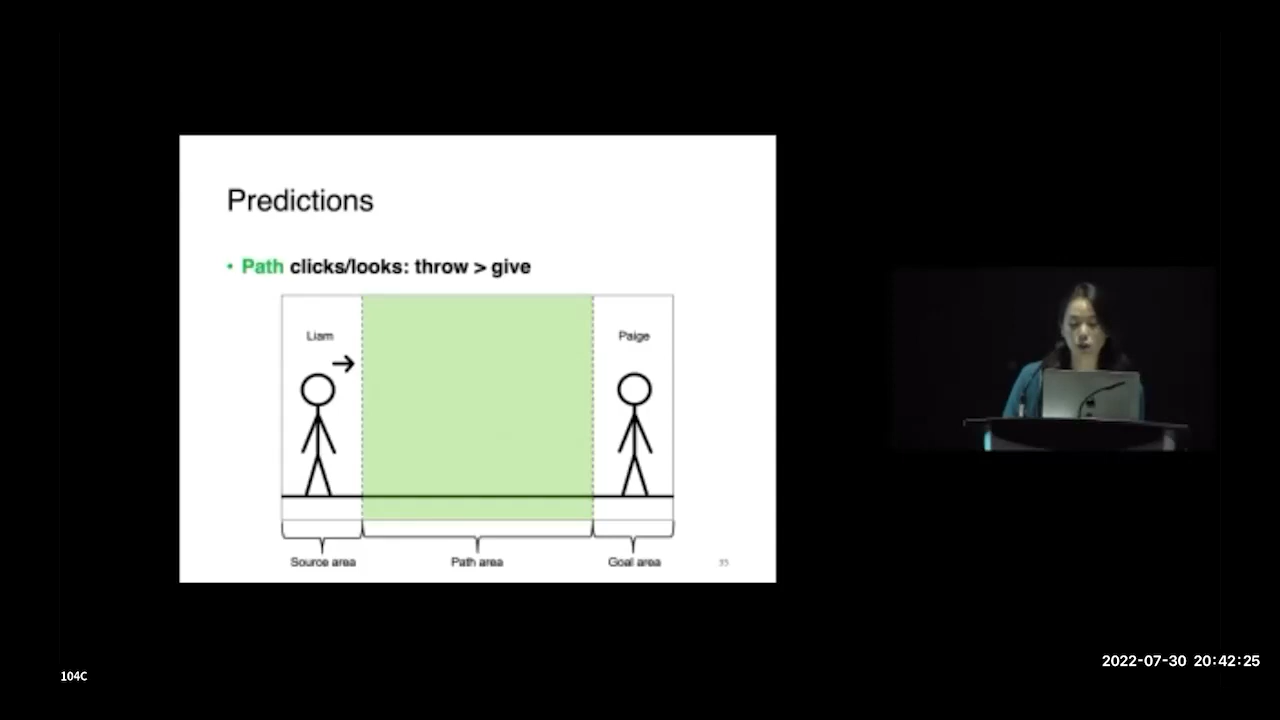 Predictions
• Path clicks/looks: throw > give
Liam
Paige
Source area
Path area
Goal area
35
2022-07-30 20:42:25
104C